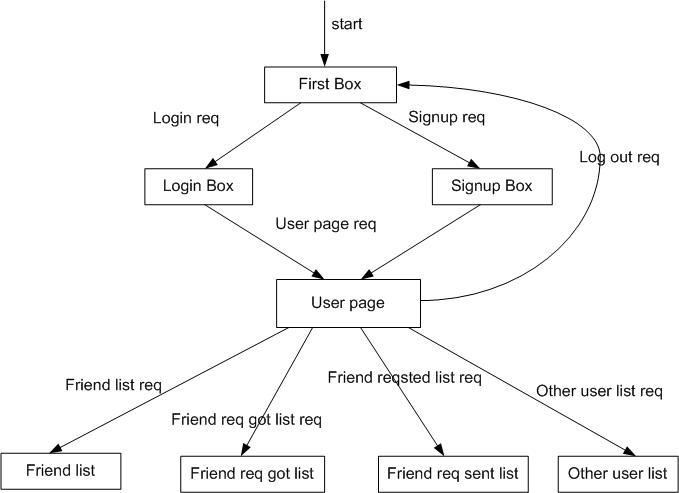 start
First Box
Login req
Signup req
Log out req
Login Box
Signup Box
User page req
User page
Friend list req
Friend reqsted list req
Other user list req
Friend req got list req
Friend list
Friend req got list
Friend req sent list
Other user list